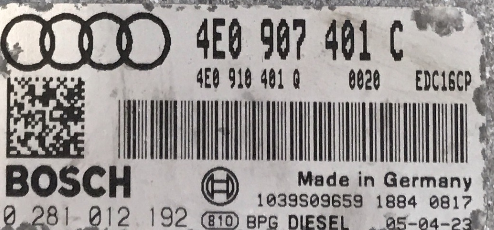 4E0 907 401 C
4E0 910 401 Q 0020 EDC16CP
BOSCH
Made in Germany
1039S09659 1884 0817
0 281 012 192 810 BPG DIESEL 05-04-23